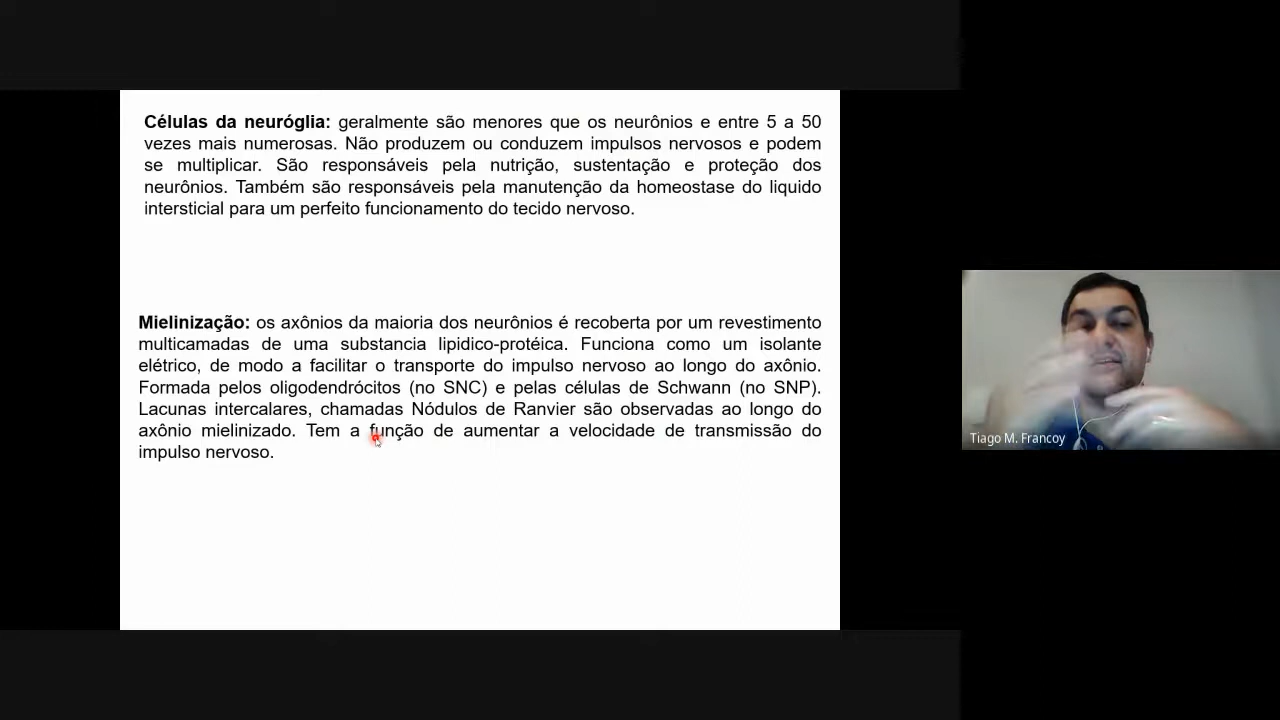 Células da neuróglia: geralmente são menores que os neurônios e entre 5 a 50
vezes mais numerosas. Não produzem ou conduzem impulsos nervosos e podem
se multiplicar. São responsáveis pela nutrição, sustentação e proteção dos
neurônios. Também são responsáveis pela manutenção da homeostase do liquido
intersticial para um perfeito funcionamento do tecido nervoso.
Mielinização: os axônios da maioria dos neurônios é recoberta por um revestimento
multicamadas de uma substancia lipidico-protéica. Funciona como um isolante
elétrico, de modo a facilitar o transporte do impulso nervoso ao longo do axônio.
Formada pelos oligodendrócitos (no SNC) e pelas células de Schwann (no SNP).
Lacunas intercalares, chamadas Nódulos de Ranvier são observadas ao longo do
axônio mielinizado. Tem a função de aumentar a velocidade de transmissão do
impulso nervoso.
Tiago M. Francoy